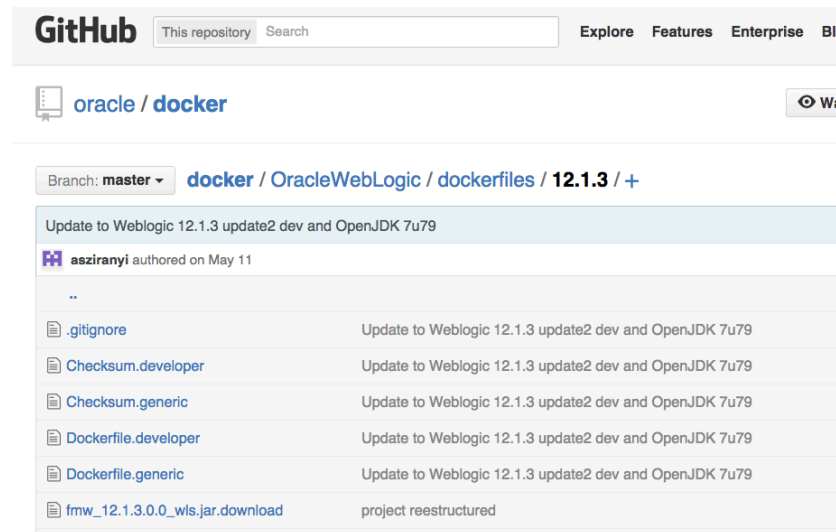 GitHub This repository Search Explore Features Enterprise Bl
oracle / docker Wa
Branch: master docker / OracleWebLogic / dockerfiles / 12.1.3 / +
Update to Weblogic 12.1.3 update2 dev and OpenJDK 7u79
asziranyi authored on May 11
..
.gitignore Update to Weblogic 12.1.3 update2 dev and OpenJDK 7u79
Checksum.developer Update to Weblogic 12.1.3 update2 dev and OpenJDK 7u79
Checksum.generic Update to Weblogic 12.1.3 update2 dev and OpenJDK 7u79
Dockerfile.developer Update to Weblogic 12.1.3 update2 dev and OpenJDK 7u79
Dockerfile.generic Update to Weblogic 12.1.3 update2 dev and OpenJDK 7u79
fmw_12.1.3.0.0_wls.jar.download project reestructured